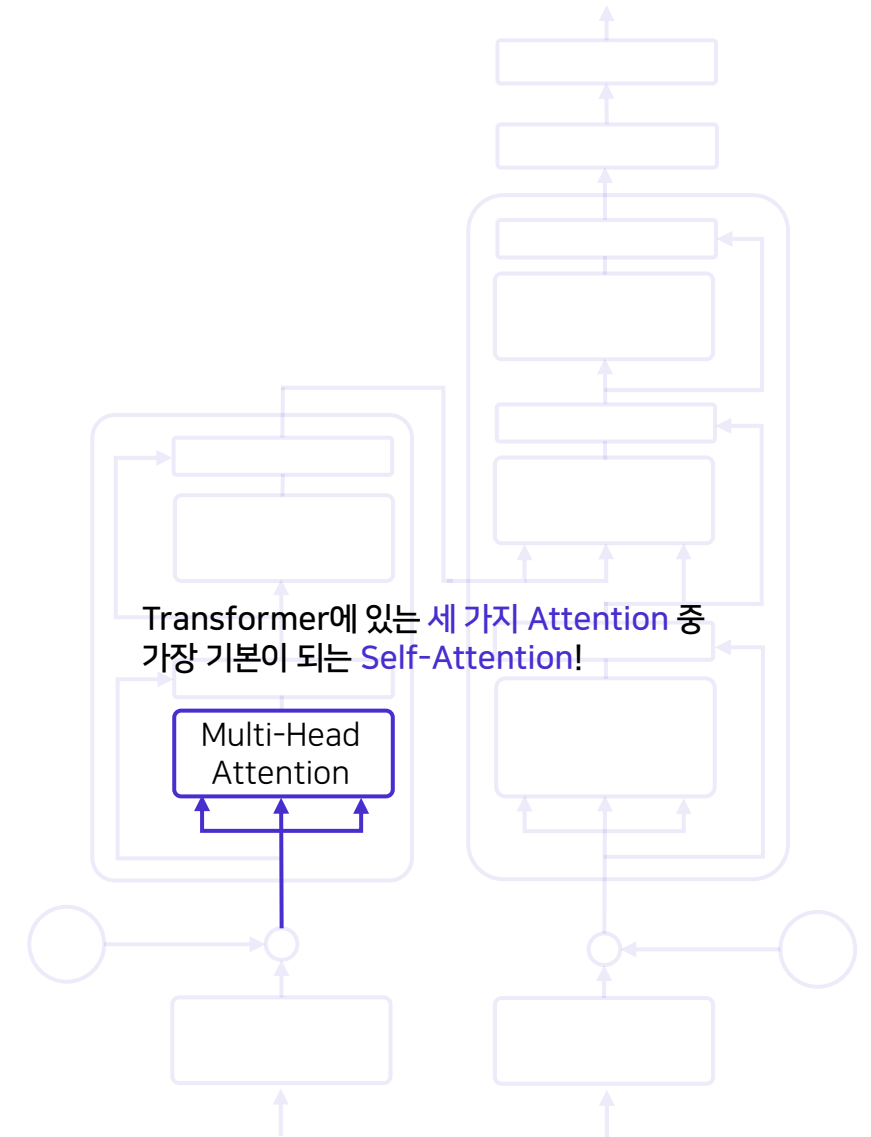 Transformer에 있는 세 가지 Attention 중
가장 기본이 되는 Self-Attention!
Multi-Head
Attention